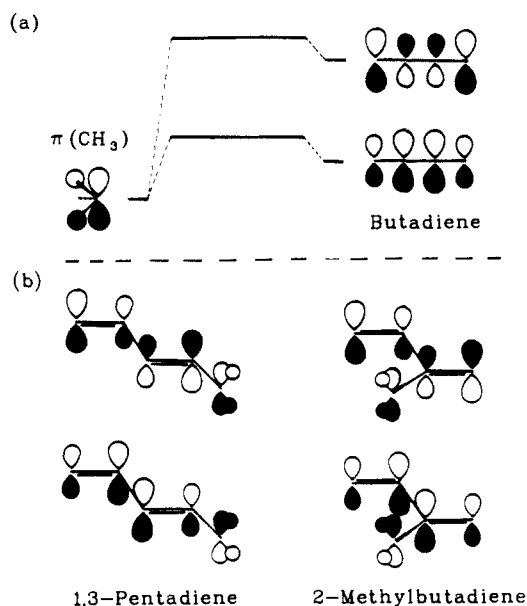 (a)
π(CH₃)
Butadiene
(b)
1,3-Pentadiene 2-Methylbutadiene